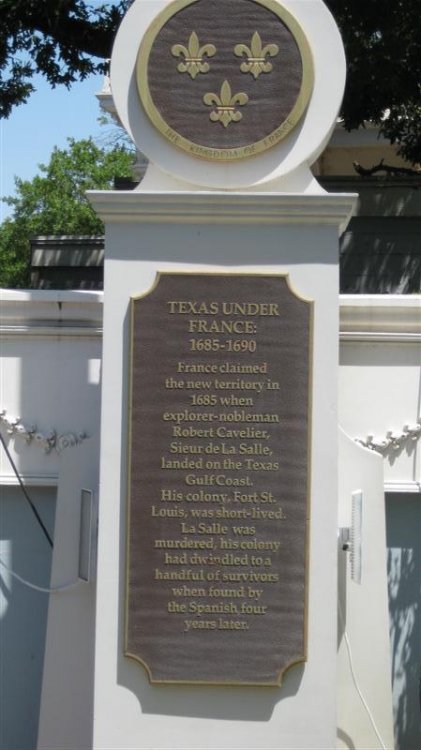 THE KINGDOM OF FRANCE
TEXAS UNDER
FRANCE:
1685-1690
France claimed
the new territory in
1685 when
explorer-nobleman
Robert Cavelier,
Sieur de La Salle,
landed on the Texas
Gulf Coast.
His colony, Fort St.
Louis, was short-lived.
La Salle was
murdered, his colony
had dwindled to a
handful of survivors
when found by
the Spanish four
years later.